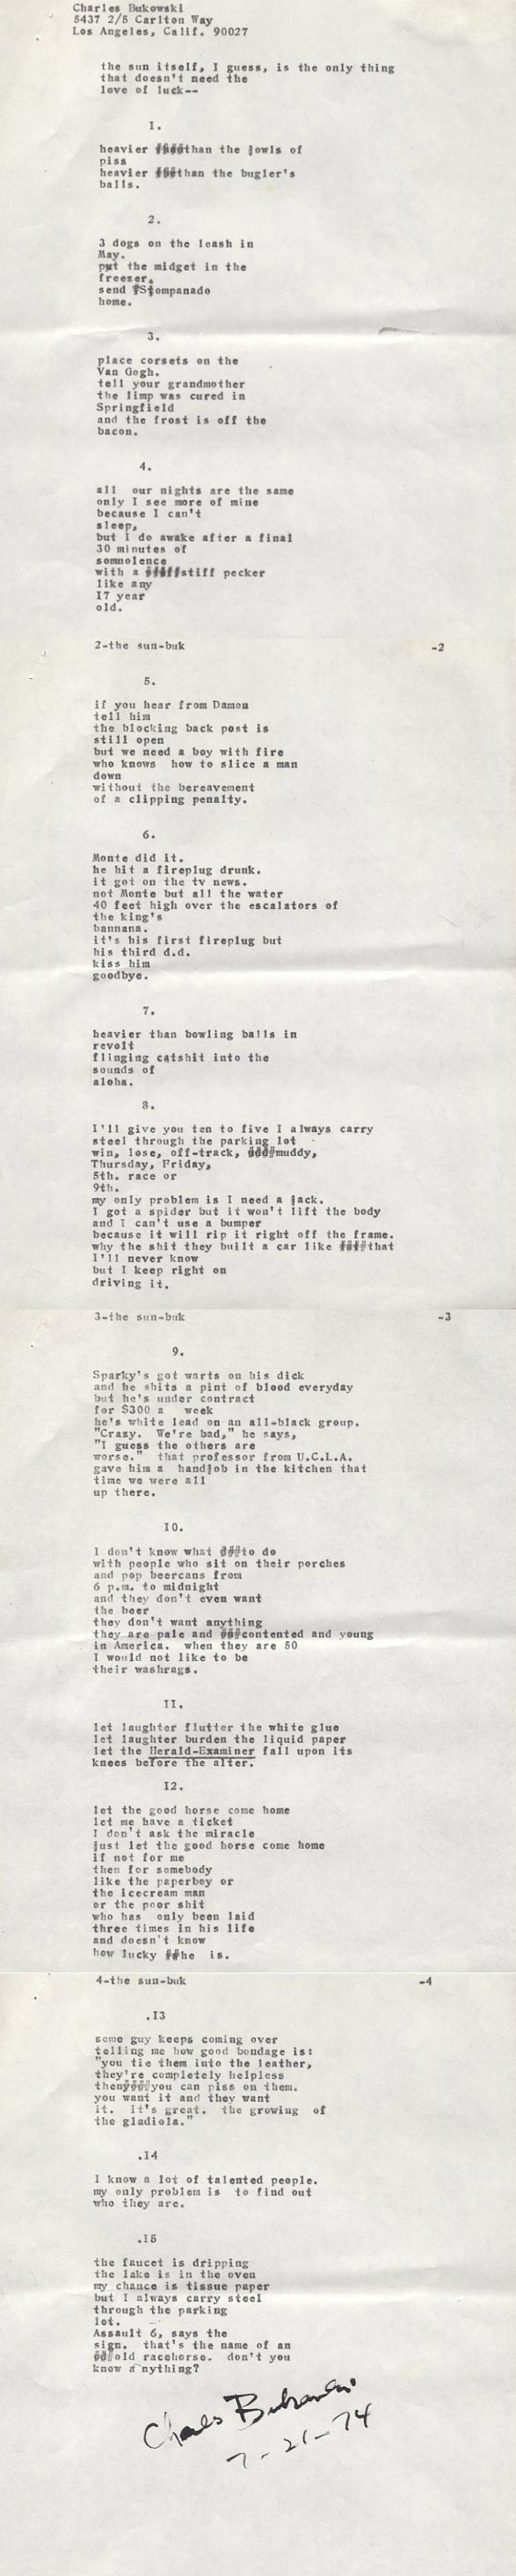 Charles Bukowski
5437 2/5 Carlton Way
Los Angeles, Calif. 90027
the sun itself, I guess, is the only thing
that doesn't need the
love of luck--
1.
heavier ####than the jowls of
piss
heavier ###than the bugler's
balls.
2.
3 dogs on the leash in
May.
put the midget in the
freezer.
send #Stompanado
home.
3.
place corsets on the
Van Gogh.
tell your grandmother
the limp was cured in
Springfield
and the frost is off the
bacon.
4.
all our nights are the same
only I see more of mine
because I can't
sleep,
but I do awake after a final
30 minutes of
somnolence
with a #####stiff pecker
like any
17 year
old.
2-the sun-buk -2
5.
if you hear from Damon
tell him
the blocking back post is
still open
but we need a boy with fire
who knows how to slice a man
down
without the bereavement
of a clipping penalty.
6.
Monte did it.
he hit a fireplug drunk.
it got on the tv news.
not Monte but all the water
40 feet high over the escalators of
the king's
bannana.
it's his first fireplug but
his third d.d.
kiss him
goodbye.
7.
heavier than bowling balls in
revolt
flinging catshit into the
sounds of
aloha.
8.
I'll give you ten to five I always carry
steel through the parking lot
win, lose, off-track, ####muddy,
Thursday, Friday,
5th. race or
9th.
my only problem is I need a jack.
I got a spider but it won't lift the body
and I can't use a bumper
because it will rip it right off the frame.
why the shit they built a car like ####that
I'll never know
but I keep right on
driving it.
3-the sun-buk -3
9.
Sparky's got warts on his dick
and he shits a pint of blood everyday
but he's under contract
for $300 a week
he's white lead on an all-black group.
"Crazy. We're bad," he says,
"I guess the others are
worse." that professor from U.C.L.A.
gave him a handjob in the kitchen that
time we were all
up there.
10.
I don't know what ###to do
with people who sit on their porches
and pop beercans from
6 p.m. to midnight
and they don't even want
the beer
they don't want anything
they are pale and ###contented and young
in America. when they are 50
I would not like to be
their washrags.
11.
let laughter flutter the white glue
let laughter burden the liquid paper
let the Herald-Examiner fall upon its
knees before the alter.
12.
let the good horse come home
let me have a ticket
I don't ask the miracle
just let the good horse come home
if not for me
then for somebody
like the paperboy or
the icecream man
or the poor shit
who has only been laid
three times in his life
and doesn't know
how lucky ##he is.
4-the sun-buk -4
.13
some guy keeps coming over
telling me how good bondage is:
"you tie them into the leather,
they're completely helpless
then####you can piss on them.
you want it and they want
it. it's great. the growing of
the gladiola."
.14
I know a lot of talented people.
my only problem is to find out
who they are.
.15
the faucet is dripping
the lake is in the oven
my chance is tissue paper
but I always carry steel
through the parking
lot.
Assault 6, says the
sign. that's the name of an
###old racehorse. don't you
know anything?
Charles Bukowski
7-21-74